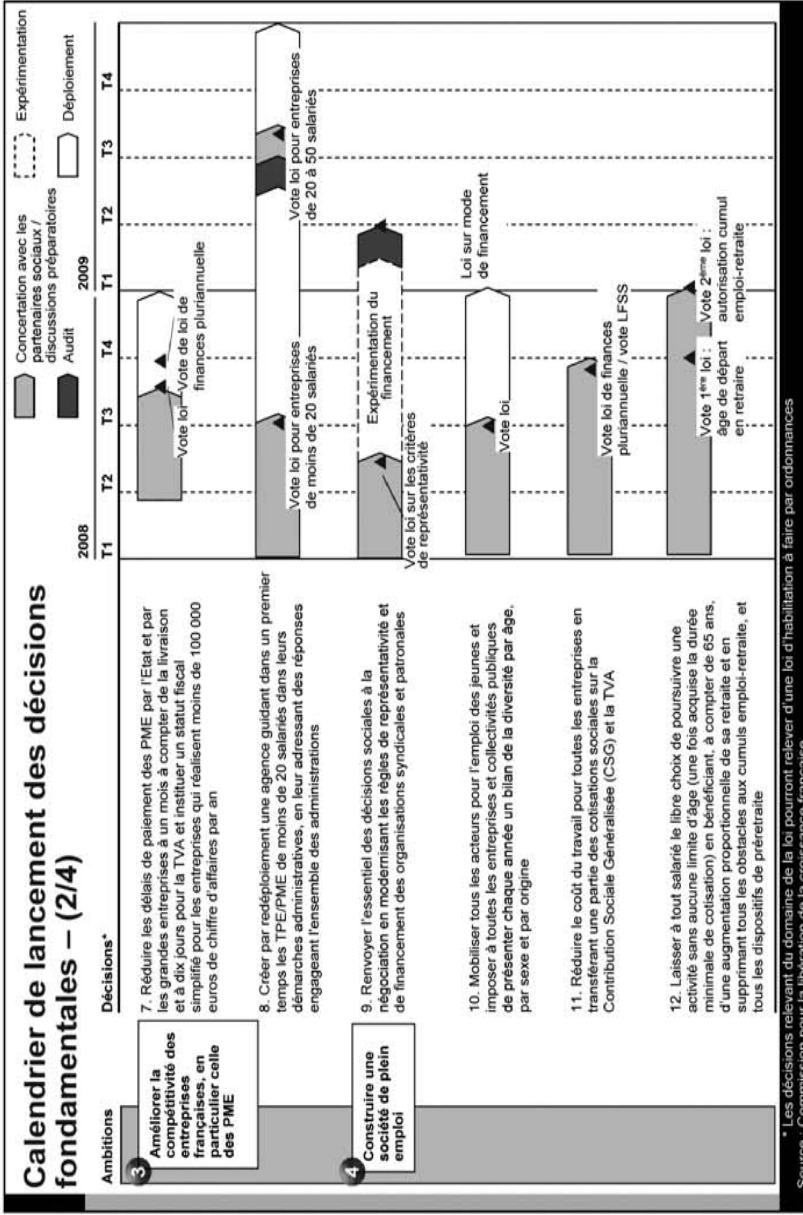 Calendrier de lancement des décisions
fondamentales – (2/4)
Concertation avec les
partenaires sociaux /
discussions préparatoires
Audit
Expérimentation
Déploiement
Ambitions
Décisions*
2008
2009
T1
T2
T3
T4
T1
T2
T3
T4
3
Améliorer la
compétitivité des
entreprises
françaises, en
particulier celle
des PME
7. Réduire les délais de paiement des PME par l'Etat et par
les grandes entreprises à un mois à compter de la livraison
et à dix jours pour la TVA et instituer un statut fiscal
simplifié pour les entreprises qui réalisent moins de 100 000
euros de chiffre d'affaires par an
Vote loi
Vote de loi de
finances pluriannuelle
8. Créer par redéploiement une agence guidant dans un premier
temps les TPE/PME de moins de 20 salariés dans leurs
démarches administratives, en leur adressant des réponses
engageant l'ensemble des administrations
Vote loi pour entreprises
de moins de 20 salariés
Vote loi pour entreprises
de 20 à 50 salariés
4
Construire une
société de plein
emploi
9. Renvoyer l'essentiel des décisions sociales à la
négociation en modernisant les règles de représentativité et
de financement des organisations syndicales et patronales
Vote loi sur les critères
de représentativité
Expérimentation du
financement
Loi sur mode
de financement
10. Mobiliser tous les acteurs pour l'emploi des jeunes et
imposer à toutes les entreprises et collectivités publiques
de présenter chaque année un bilan de la diversité par âge,
par sexe et par origine
Vote loi
11. Réduire le coût du travail pour toutes les entreprises en
transférant une partie des cotisations sociales sur la
Contribution Sociale Généralisée (CSG) et la TVA
Vote loi de finances
pluriannuelle / vote LFSS
12. Laisser à tout salarié le libre choix de poursuivre une
activité sans aucune limite d'âge (une fois acquise la durée
minimale de cotisation) en bénéficiant, à compter de 65 ans,
d'une augmentation proportionnelle de sa retraite et en
supprimant tous les obstacles aux cumuls emploi-retraite, et
tous les dispositifs de préretraite
Vote 1ère loi :
âge de départ
en retraire
Vote 2ème loi :
autorisation cumul
emploi-retraite
* Les décisions relevant du domaine de la loi pourront relever d'une loi d'habilitation à faire par ordonnances
Source : Commission pour la libération de la croissance française